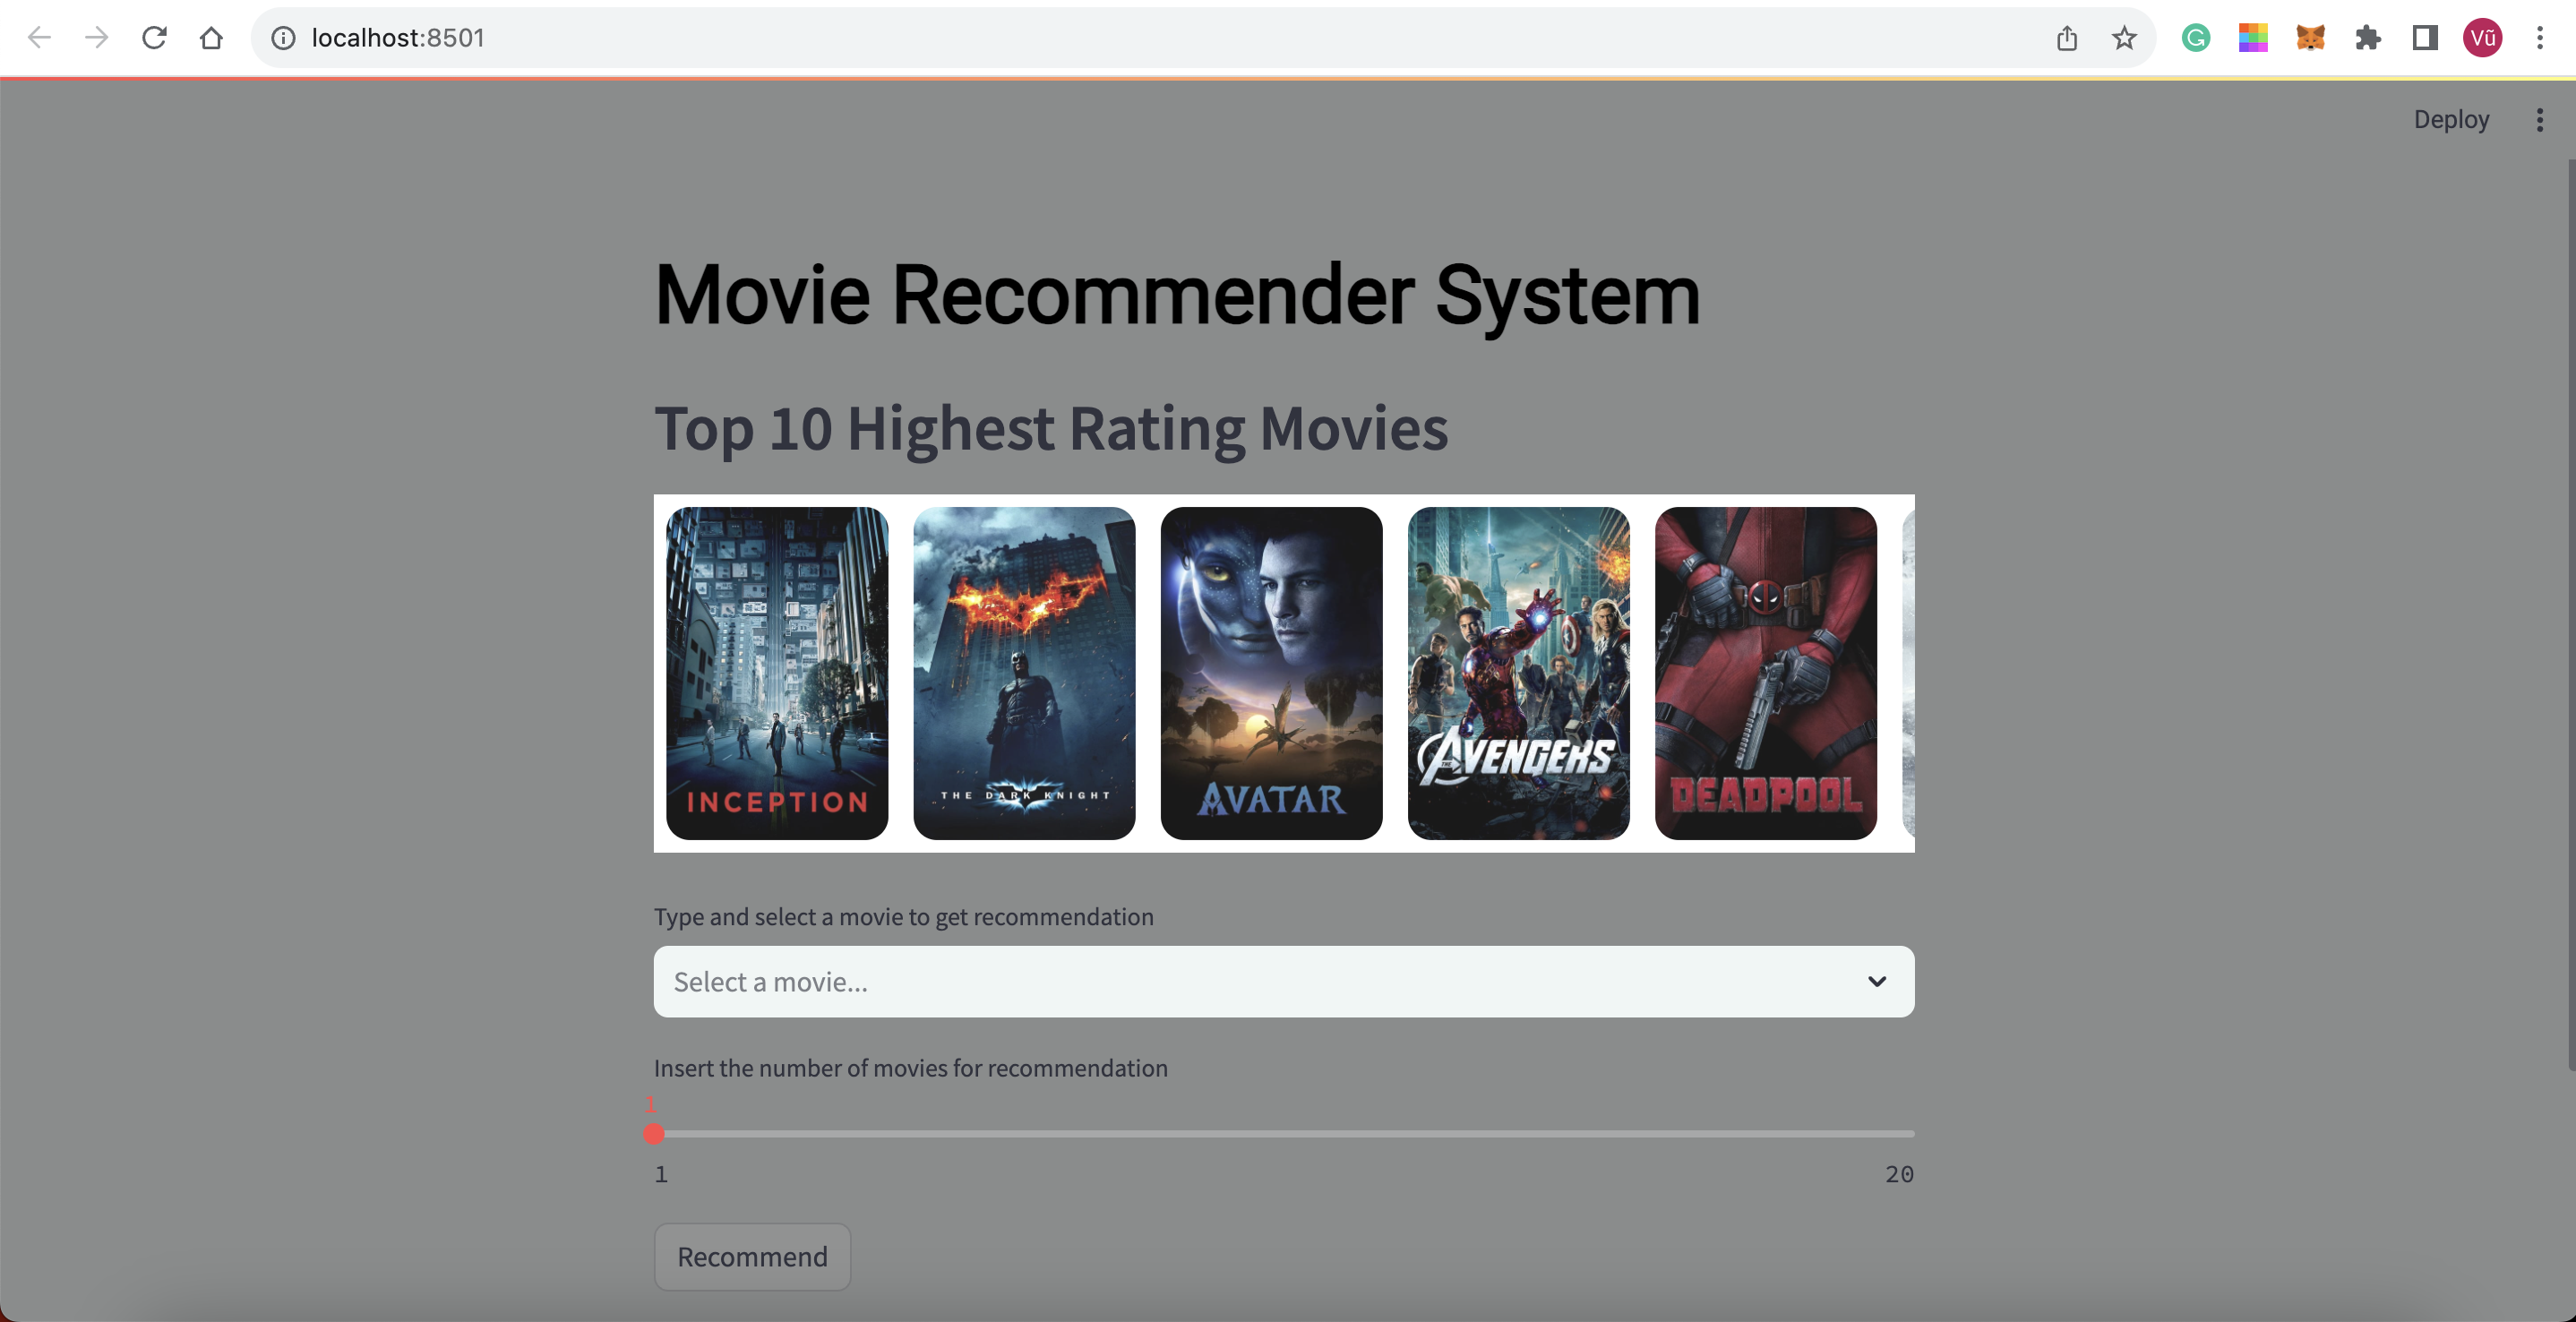 localhost:8501
Vũ
Deploy
Movie Recommender System
Top 10 Highest Rating Movies
INCEPTION
THE DARK KNIGHT
AVATAR
THE AVENGERS
DEADPOOL
Type and select a movie to get recommendation
Select a movie...
Insert the number of movies for recommendation
1
1
20
Recommend